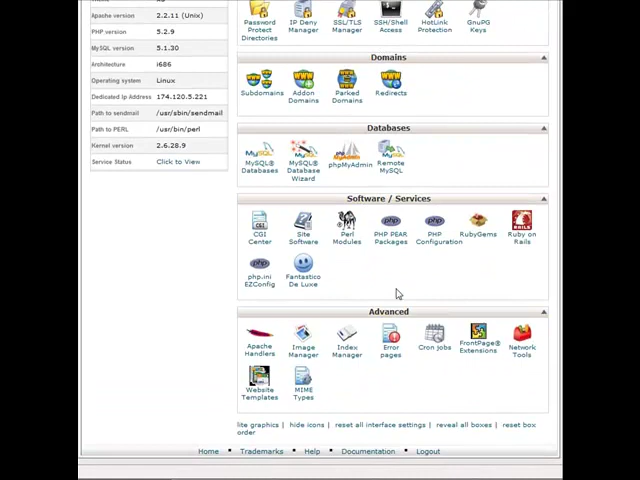 Apache version 2.2.11 (Unix)
PHP version 5.2.9
MySQL version 5.1.30
Architecture i686
Operating system Linux
Dedicated Ip Address 174.120.5.221
Path to sendmail /usr/sbin/sendmail
Path to PERL /usr/bin/perl
Kernel version 2.6.28.9
Service Status Click to View
Password Protect Directories
IP Deny Manager
SSL/TLS Manager
SSH/Shell Access
HotLink Protection
GnuPG Keys
Domains
Subdomains
Addon Domains
Parked Domains
Redirects
Databases
MySQL® Databases
MySQL® Database Wizard
phpMyAdmin
Remote MySQL
Software / Services
CGI Center
Site Software
Perl Modules
PHP PEAR Packages
PHP Configuration
RubyGems
Ruby on Rails
php.ini EZConfig
Fantastico De Luxe
Advanced
Apache Handlers
Image Manager
Index Manager
Error pages
Cron jobs
FrontPage® Extensions
Network Tools
Website Templates
MIME Types
lite graphics | hide icons | reset all interface settings | reveal all boxes | reset box
order
Home Trademarks Help Documentation Logout